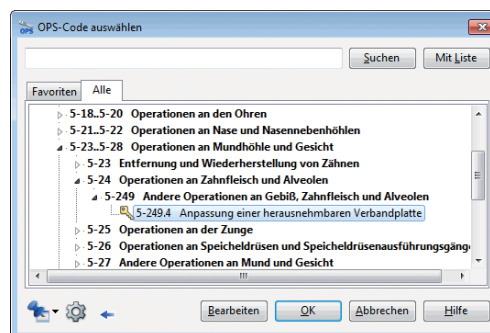 OPS-Code auswählen
Suchen
Mit Liste
Favoriten
Alle
5-18..5-20 Operationen an den Ohren
5-21..5-22 Operationen an Nase und Nasennebenhöhlen
5-23..5-28 Operationen an Mundhöhle und Gesicht
5-23 Entfernung und Wiederherstellung von Zähnen
5-24 Operationen an Zahnfleisch und Alveolen
5-249 Andere Operationen an Gebiß, Zahnfleisch und Alveolen
5-249.4 Anpassung einer herausnehmbaren Verbandplatte
5-25 Operationen an der Zunge
5-26 Operationen an Speicheldrüsen und Speicheldrüsenausführungsgäng
5-27 Andere Operationen an Mund und Gesicht
Bearbeiten
OK
Abbrechen
Hilfe